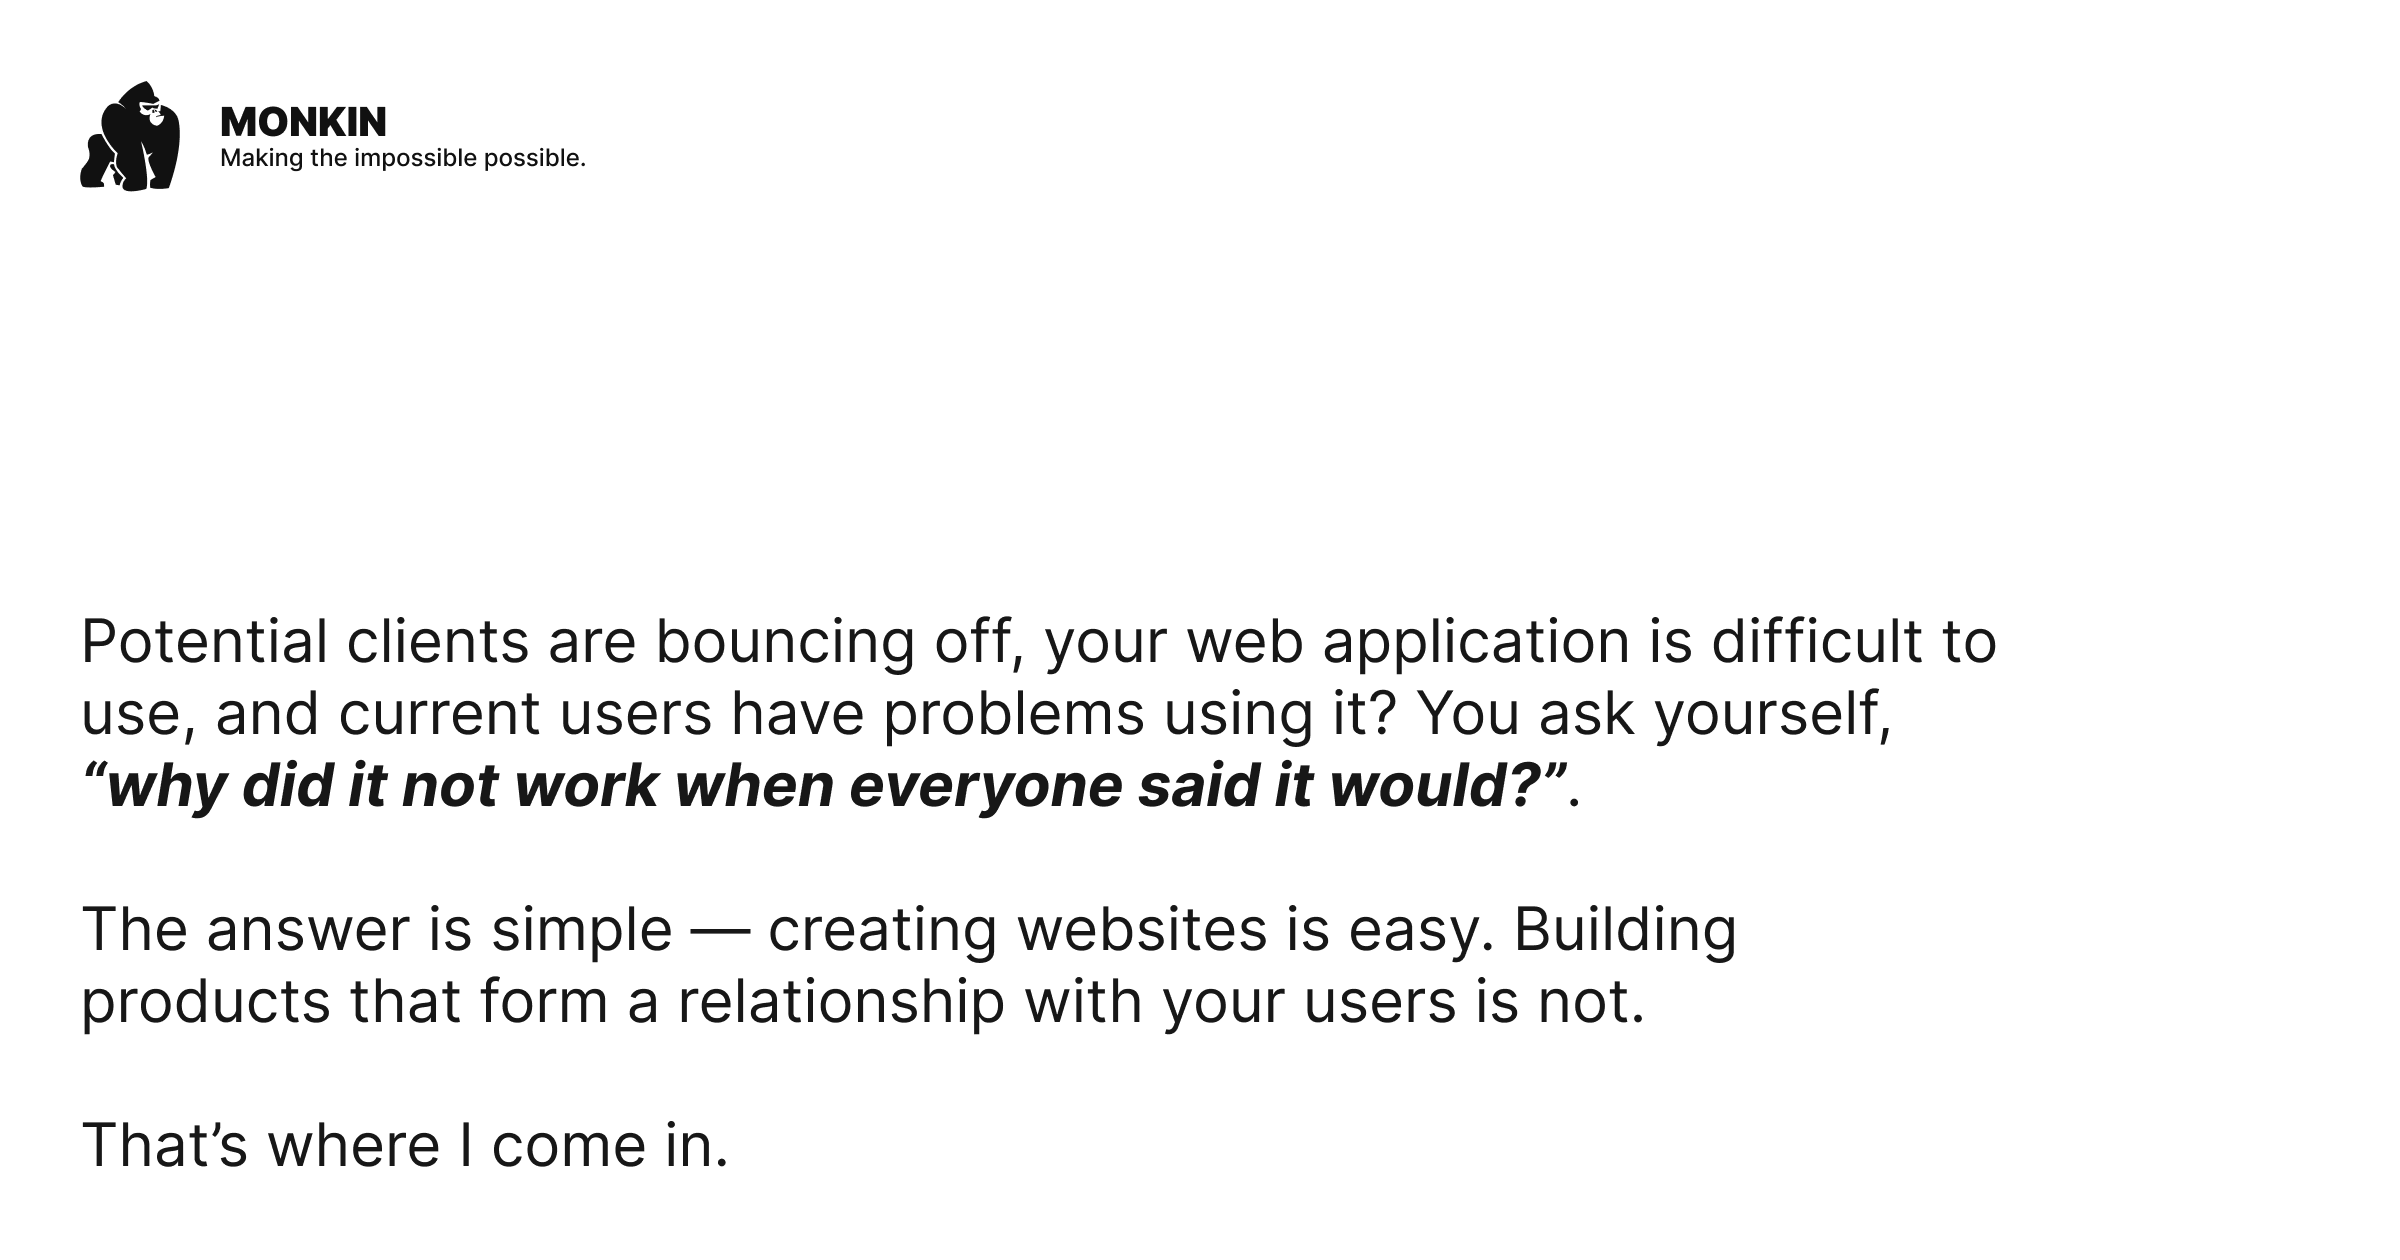 MONKIN
Making the impossible possible.
Potential clients are bouncing off, your web application is difficult to
use, and current users have problems using it? You ask yourself,
“why did it not work when everyone said it would?”.
The answer is simple — creating websites is easy. Building
products that form a relationship with your users is not.
That’s where I come in.